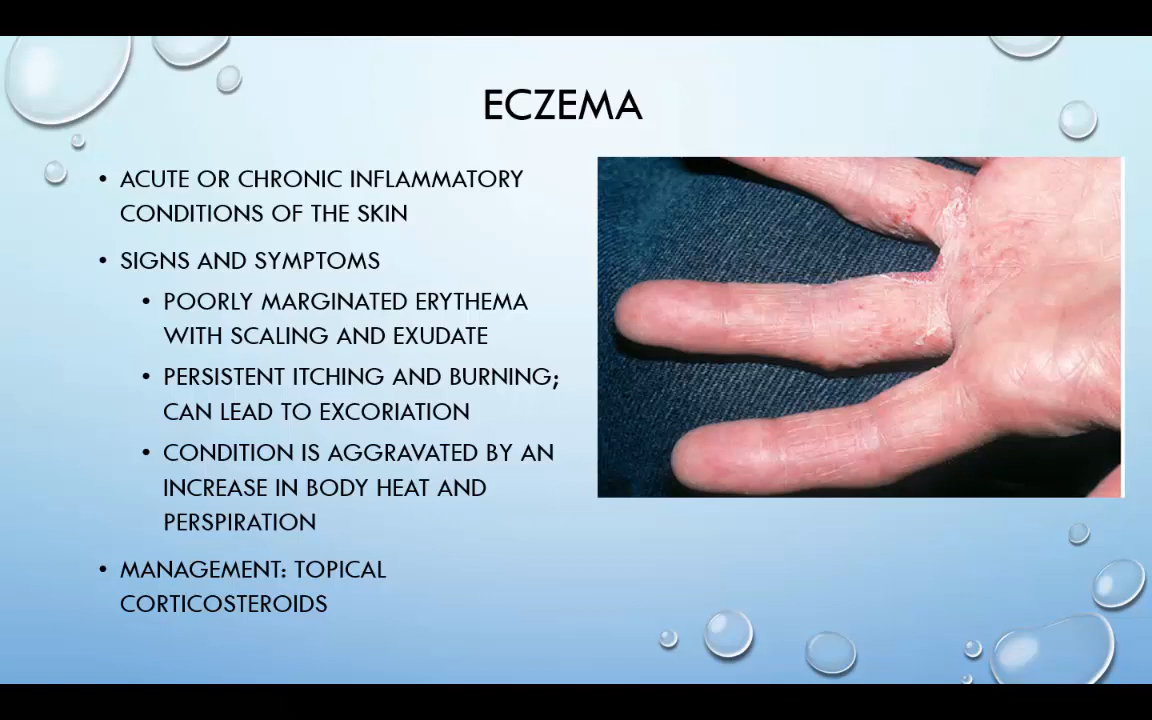 ECZEMA
• ACUTE OR CHRONIC INFLAMMATORY
CONDITIONS OF THE SKIN
• SIGNS AND SYMPTOMS
• POORLY MARGINATED ERYTHEMA
WITH SCALING AND EXUDATE
• PERSISTENT ITCHING AND BURNING;
CAN LEAD TO EXCORIATION
• CONDITION IS AGGRAVATED BY AN
INCREASE IN BODY HEAT AND
PERSPIRATION
• MANAGEMENT: TOPICAL
CORTICOSTEROIDS